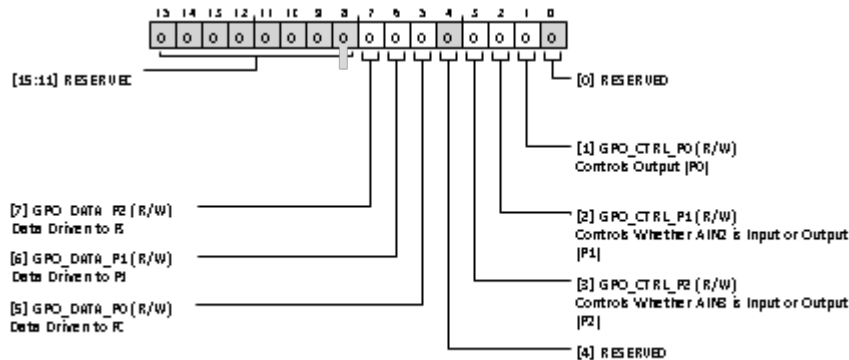 15 14 13 12 11 10 9 8 7 6 5 4 3 2 1 0
0 0 0 0 0 0 0 0 0 0 0 0 0 0 0 0
[15:11] RESERVED
[0] RESERVED
[1] GPO_CTRL_P0 (R/W)
Controls Output |P0|
[7] GPO_DATA_P2 (R/W)
Data Driven to
[2] GPO_CTRL_P1 (R/W)
Controls Whether AIN2 is Input or Output
|P1|
[6] GPO_DATA_P1 (R/W)
Data Driven to P1
[3] GPO_CTRL_P2 (R/W)
Controls Whether AIN3 is Input or Output
|P2|
[5] GPO_DATA_P0 (R/W)
Data Driven to
[4] RESERVED